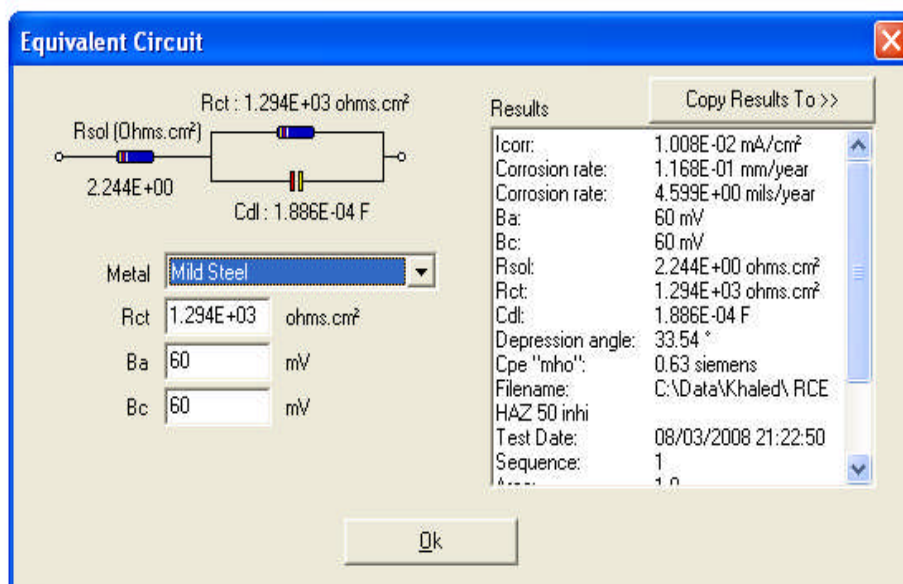 Equivalent Circuit
Rct : 1.294E+03 ohms.cm²
Rsol (Ohms.cm²)
2.244E+00
Cdl : 1.886E-04 F
Metal Mild Steel
Rct 1.294E+03 ohms.cm²
Ba 60 mV
Bc 60 mV
Results
Copy Results To >>
Icorr: 1.008E-02 mA/cm²
Corrosion rate: 1.168E-01 mm/year
Corrosion rate: 4.599E+00 mils/year
Ba: 60 mV
Bc: 60 mV
Rsol: 2.244E+00 ohms.cm²
Rct: 1.294E+03 ohms.cm²
Cdl: 1.886E-04 F
Depression angle: 33.54 °
Cpe "mho": 0.63 siemens
Filename: C:\Data\Khaled\ RCE
HAZ 50 inhi
Test Date: 08/03/2008 21:22:50
Sequence: 1
Ok